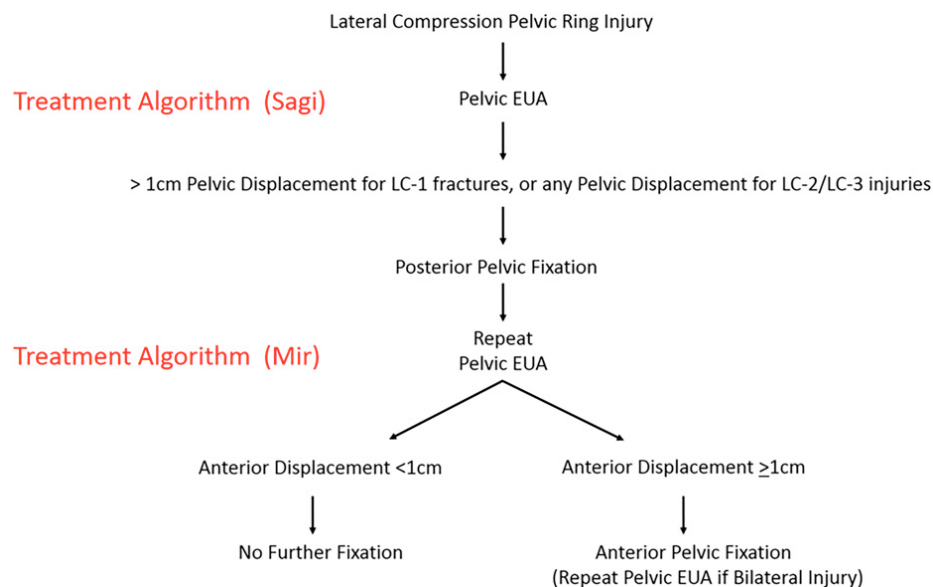 Lateral Compression Pelvic Ring Injury
Treatment Algorithm (Sagi)
Pelvic EUA
> 1cm Pelvic Displacement for LC-1 fractures, or any Pelvic Displacement for LC-2/LC-3 injuries
Posterior Pelvic Fixation
Treatment Algorithm (Mir)
Repeat
Pelvic EUA
Anterior Displacement <1cm
Anterior Displacement ≥1cm
No Further Fixation
Anterior Pelvic Fixation
(Repeat Pelvic EUA if Bilateral Injury)